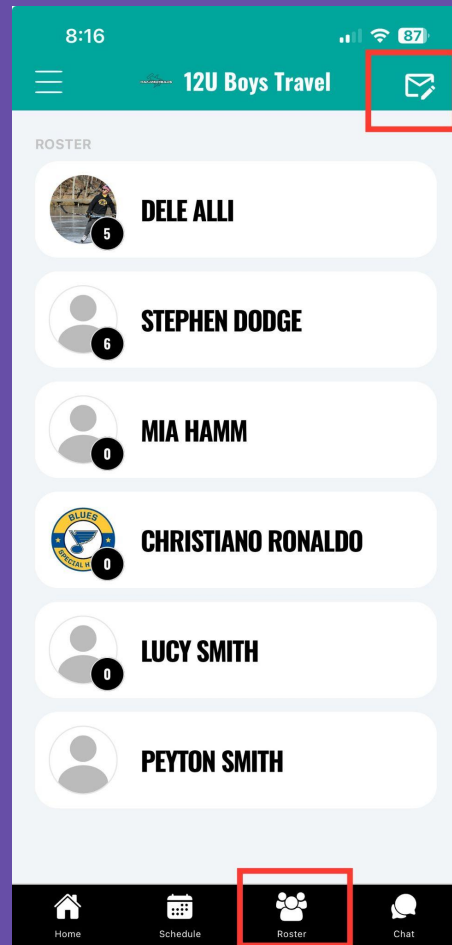 8:16
87
12U Boys Travel
ROSTER
5
DELE ALLI
6
STEPHEN DODGE
0
MIA HAMM
BLUES
0
CHRISTIANO RONALDO
0
LUCY SMITH
PEYTON SMITH
Home Schedule Roster Chat